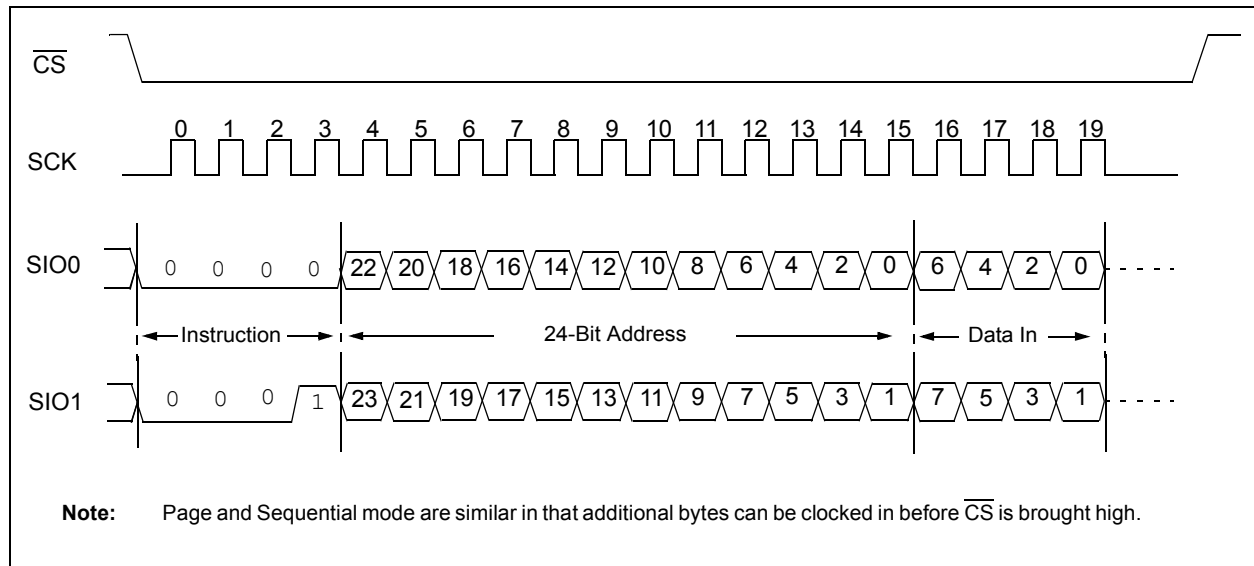 CS
0 1 2 3 4 5 6 7 8 9 10 11 12 13 14 15 16 17 18 19
SCK
SIO0 0 0 0 0 22 20 18 16 14 12 10 8 6 4 2 0 6 4 2 0
Instruction 24-Bit Address Data In
SIO1 0 0 0 1 23 21 19 17 15 13 11 9 7 5 3 1 7 5 3 1
Note: Page and Sequential mode are similar in that additional bytes can be clocked in before CS is brought high.